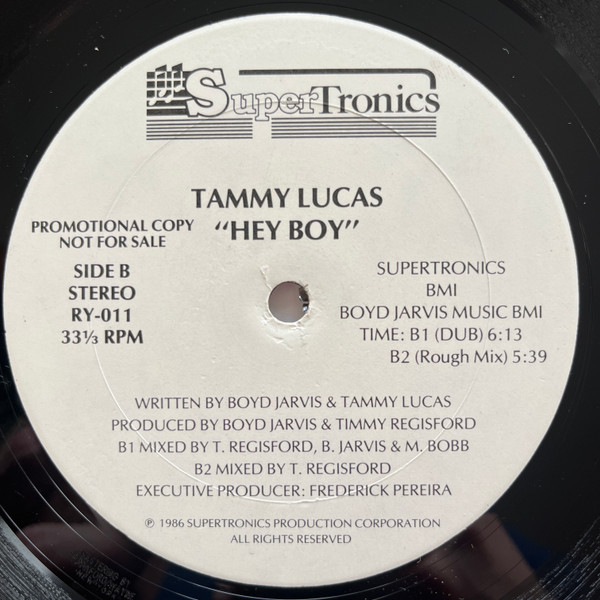 SuperTronics
TAMMY LUCAS
"HEY BOY"
PROMOTIONAL COPY
NOT FOR SALE
SIDE B
STEREO
RY-011
33⅓ RPM
SUPERTRONICS
BMI
BOYD JARVIS MUSIC BMI
TIME: B1 (DUB) 6:13
B2 (Rough Mix) 5:39
WRITTEN BY BOYD JARVIS & TAMMY LUCAS
PRODUCED BY BOYD JARVIS & TIMMY REGISFORD
B1 MIXED BY T. REGISFORD, B. JARVIS & M. BOBB
B2 MIXED BY T. REGISFORD
EXECUTIVE PRODUCER: FREDERICK PEREIRA
℗ 1986 SUPERTRONICS PRODUCTION CORPORATION
ALL RIGHTS RESERVED